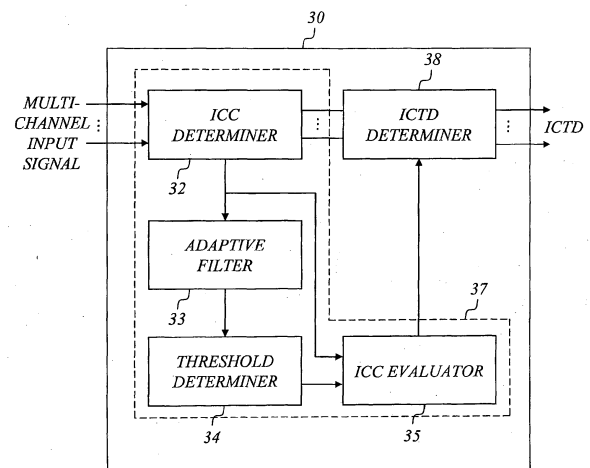 30
38
MULTI-
CHANNEL
INPUT
SIGNAL
ICC
DETERMINER
32
ICTD
DETERMINER
ICTD
ADAPTIVE
FILTER
33
37
THRESHOLD
DETERMINER
34
ICC EVALUATOR
35